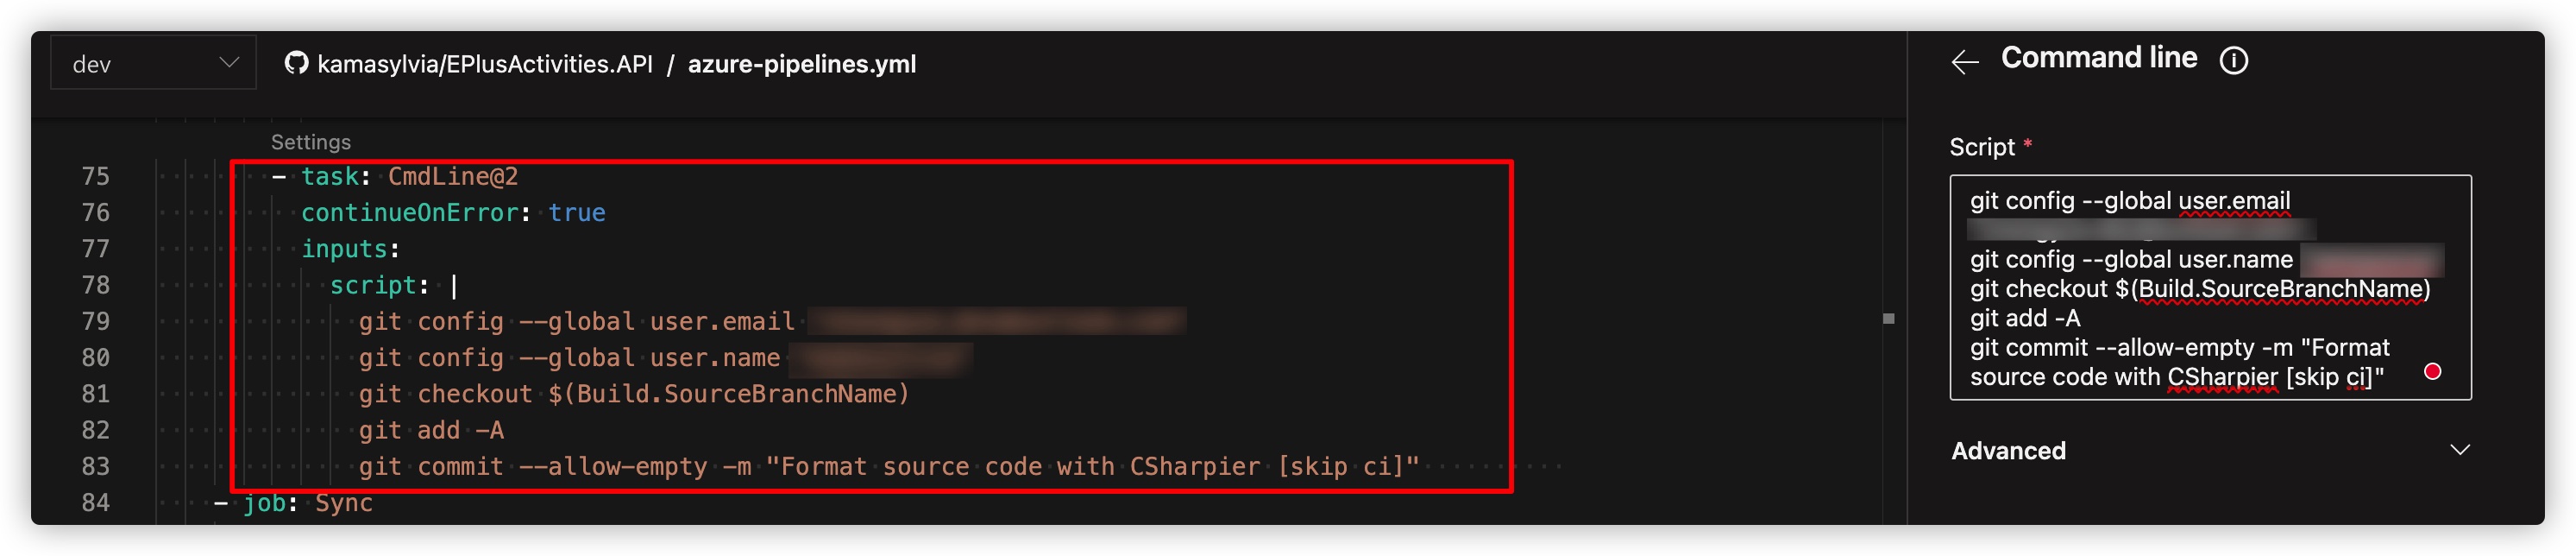 dev
kamasylvia/EPlusActivities.API / azure-pipelines.yml
Settings
75 - task: CmdLine@2
76 continueOnError: true
77 inputs:
78 script: |
79 git config --global user.email
80 git config --global user.name
81 git checkout $(Build.SourceBranchName)
82 git add -A
83 git commit --allow-empty -m "Format source code with CSharpier [skip ci]"
84 - job: Sync
Command line
Script *
git config --global user.email
git config --global user.name
git checkout $(Build.SourceBranchName)
git add -A
git commit --allow-empty -m "Format
source code with CSharpier [skip ci]"
Advanced